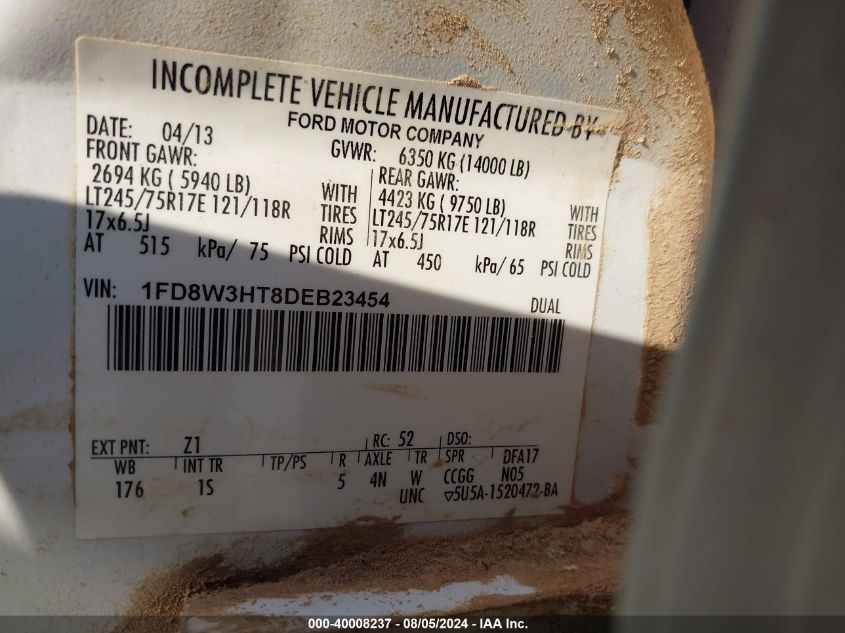 INCOMPLETE VEHICLE MANUFACTURED BY
FORD MOTOR COMPANY
DATE: 04/13 GVWR: 6350 KG (14000 LB)
FRONT GAWR: REAR GAWR:
2694 KG ( 5940 LB) WITH 4423 KG ( 9750 LB) WITH
LT245/75R17E 121/118R TIRES LT245/75R17E 121/118R TIRES
17x6.5J RIMS 17x6.5J RIMS
AT 515 kPa/ 75 PSI COLD AT 450 kPa/ 65 PSI COLD
VIN: 1FD8W3HT8DEB23454 DUAL
EXT PNT: Z1 RC: 52 DSO:
WB INT TR TP/PS R AXLE TR SPR DFA17
176 1S 5 4N W CCGG N05
UNC ▽5U5A-1520472-BA
000-40008237 - 08/05/2024 - IAA Inc.